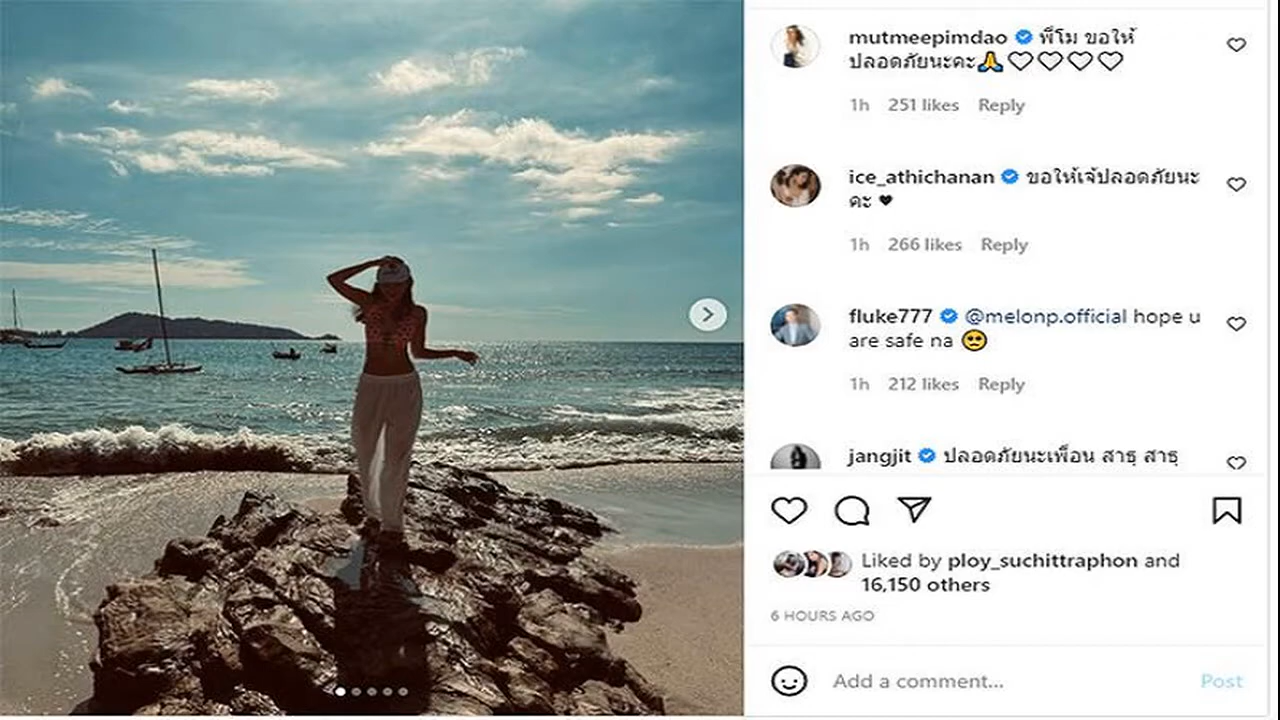 mutmeepimdao พี่โม ขอให้
ปลอดภัยนะคะ🙏🤍🤍🤍🤍
1h 251 likes Reply
ice_athichanan ขอให้เจ้ปลอดภัยนะ
คะ ❤
1h 266 likes Reply
fluke777 @melonp.official hope u
are safe na 🥺
1h 212 likes Reply
jangjit ปลอดภัยนะเพื่อน สาธุ สาธุ
Liked by ploy_suchittraphon and
16,150 others
6 HOURS AGO
Add a comment... Post